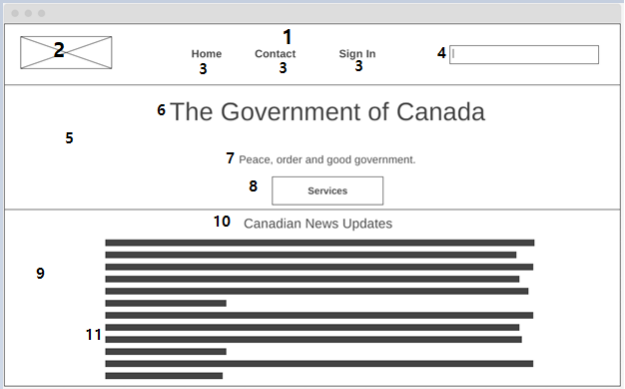 1
2
Home Contact Sign In
3 3 3
4
5
6 The Government of Canada
7 Peace, order and good government.
8 Services
9
10 Canadian News Updates
11